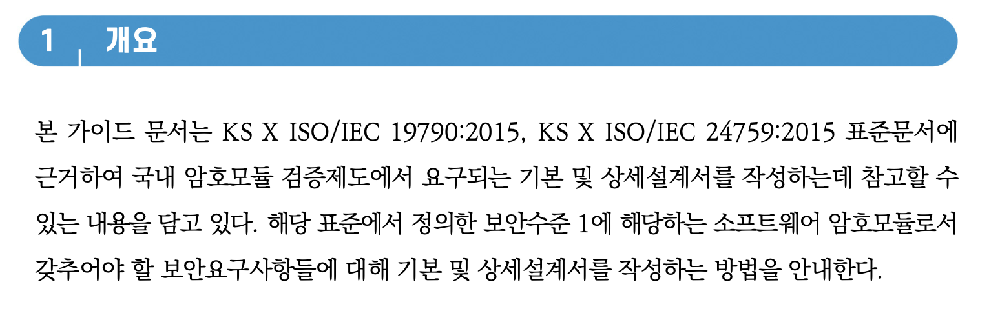 1 개요
본 가이드 문서는 KS X ISO/IEC 19790:2015, KS X ISO/IEC 24759:2015 표준문서에
근거하여 국내 암호모듈 검증제도에서 요구되는 기본 및 상세설계서를 작성하는데 참고할 수
있는 내용을 담고 있다. 해당 표준에서 정의한 보안수준 1에 해당하는 소프트웨어 암호모듈로서
갖추어야 할 보안요구사항들에 대해 기본 및 상세설계서를 작성하는 방법을 안내한다.